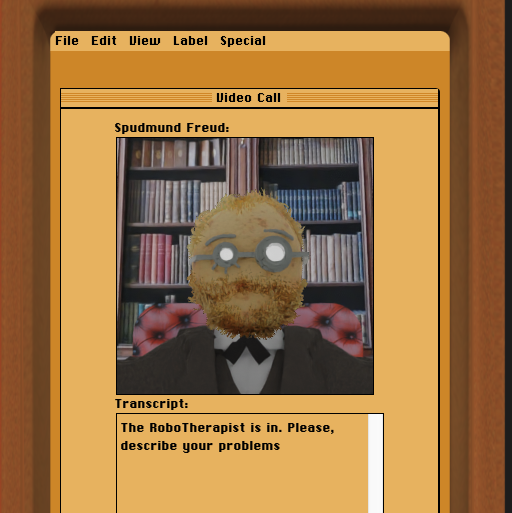 File Edit View Label Special
Video Call
Spudmund Freud:
Transcript:
The RoboTherapist is in. Please,
describe your problems